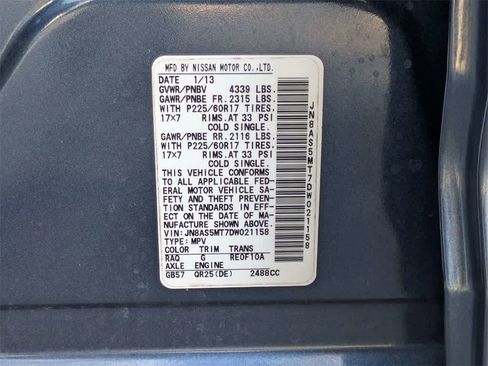 MFD BY NISSAN MOTOR CO.,LTD.
DATE 1/13
GVWR/PNBV 4339 LBS.
GAWR/PNBE FR. 2315 LBS.
WITH P225/60R17 TIRES,
17×7 RIMS.AT 33 PSI
COLD SINGLE.
GAWR/PNBE RR. 2116 LBS.
WITH P225/60R17 TIRES,
17×7 RIMS.AT 33 PSI
COLD SINGLE.
THIS VEHICLE CONFORMS
TO ALL APPLICABLE FED-
ERAL MOTOR VEHICLE SA-
FETY AND THEFT PREVEN-
TION STANDARDS IN EFF-
ECT ON THE DATE OF MA-
NUFACTURE SHOWN ABOVE.
VIN: JN8AS5MT7DW021158
TYPE: MPV
COLOR TRIM TRANS
RAQ G RE0F10A
AXLE ENGINE
GB57 QR25(DE) 2488CC
JN8AS5MT7DW021158